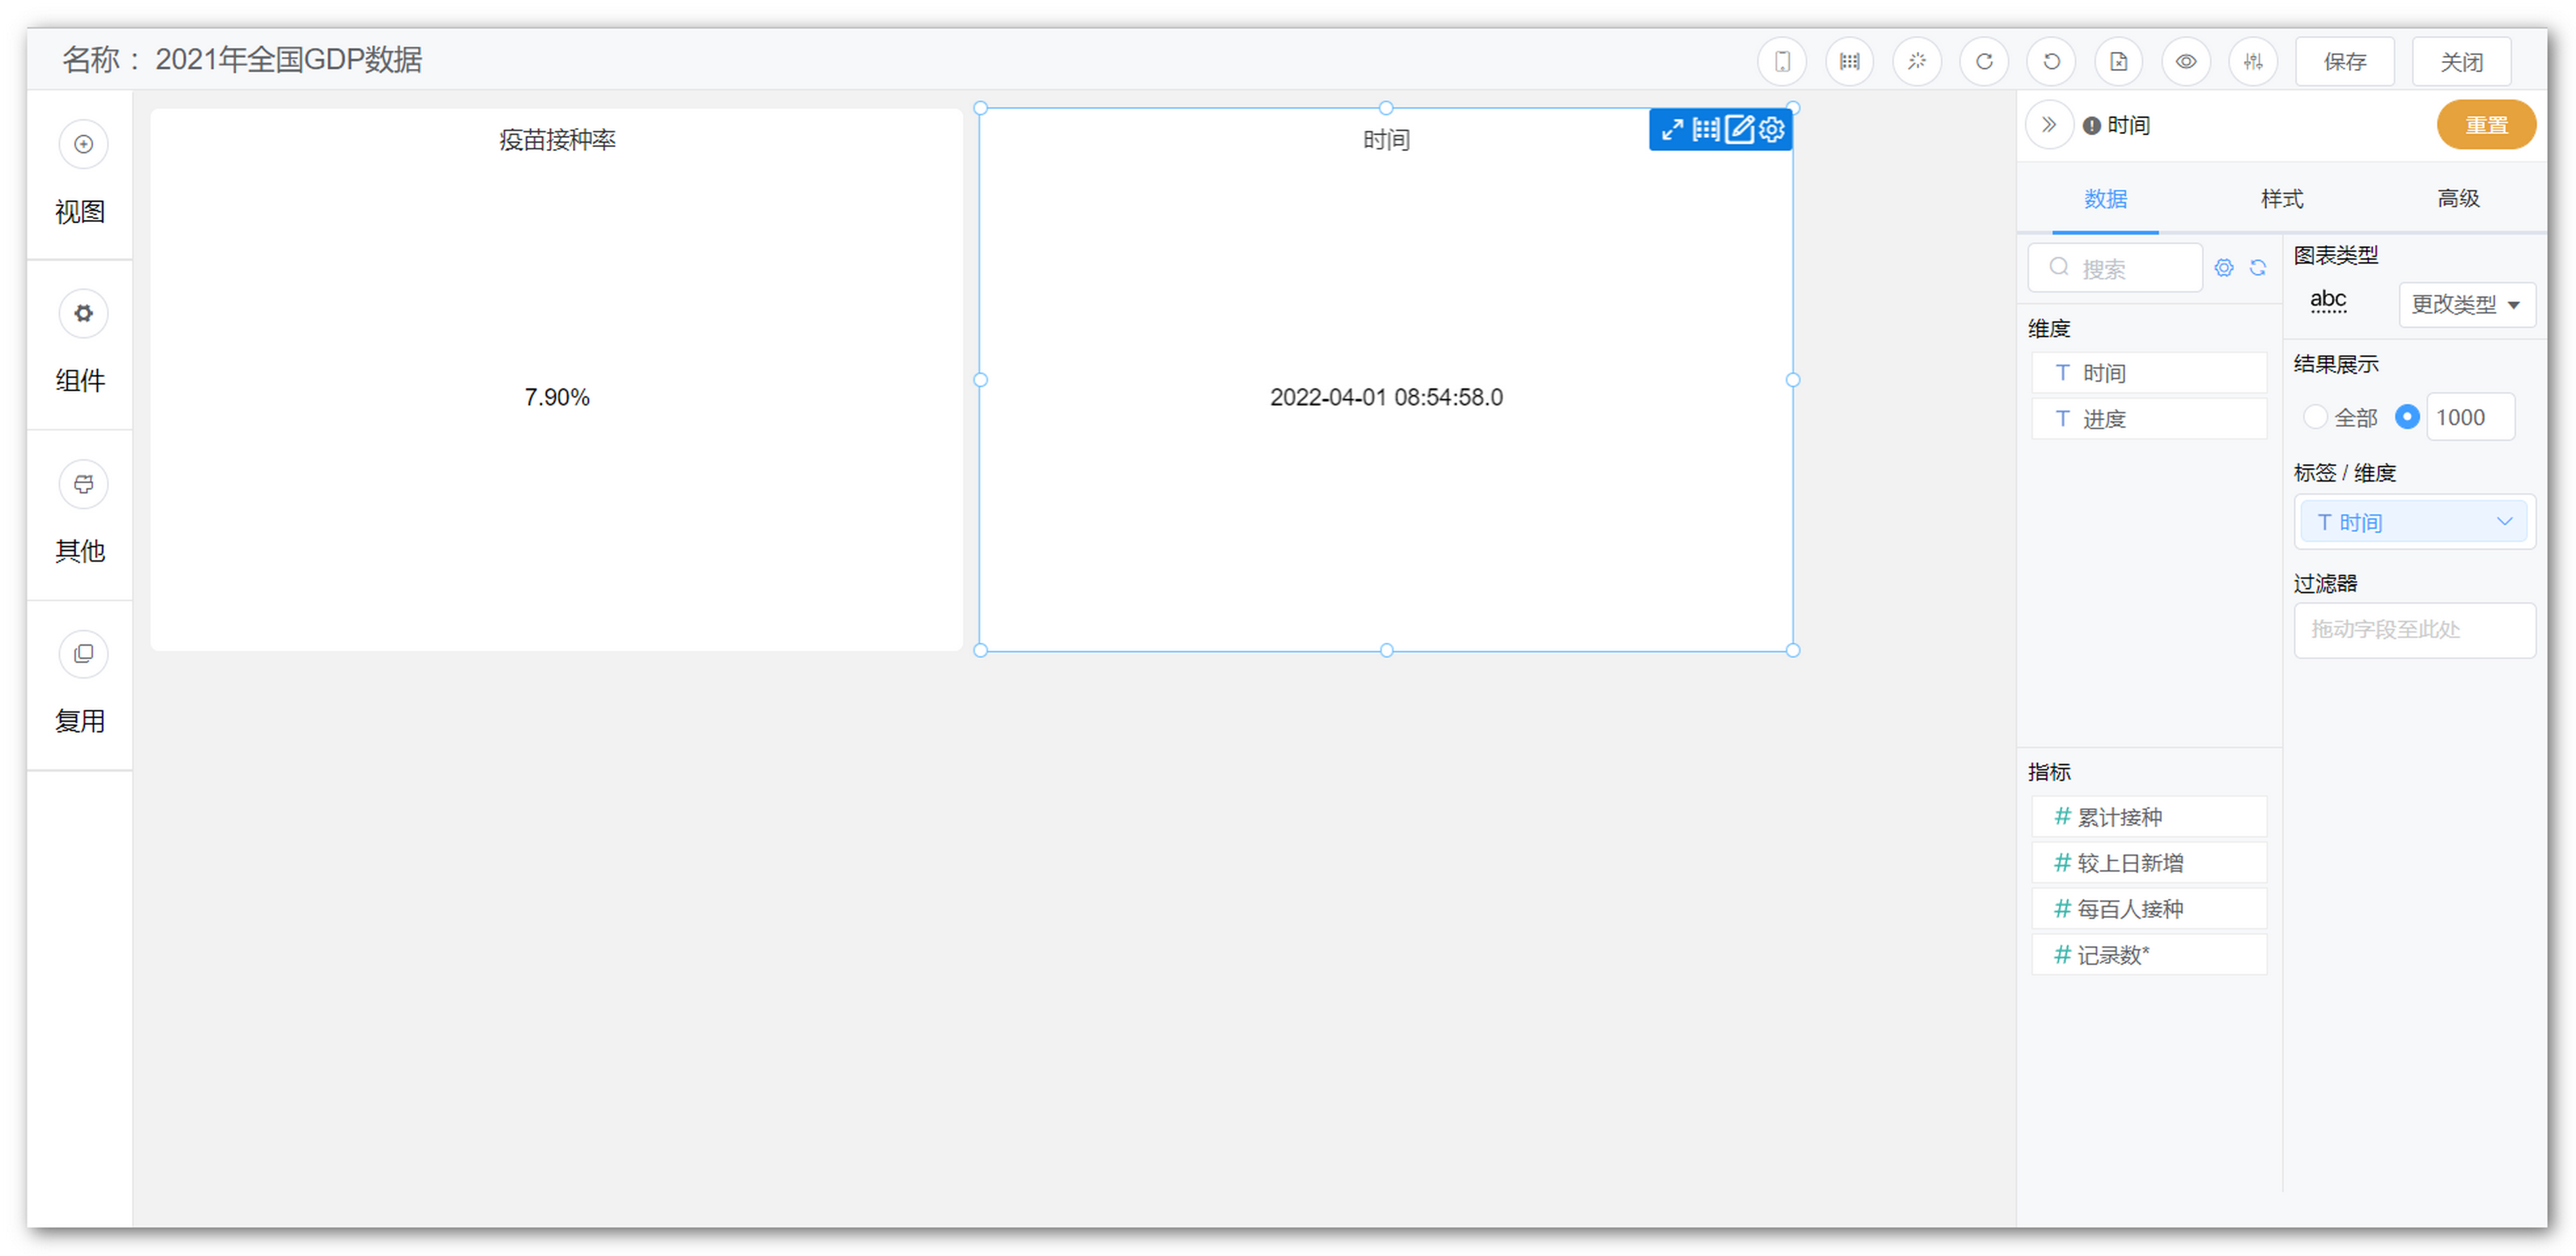 名称： 2021年全国GDP数据
保存
关闭
视图
组件
其他
复用
疫苗接种率
7.90%
时间
2022-04-01 08:54:58.0
时间
重置
数据
样式
高级
搜索
维度
T 时间
T 进度
指标
# 累计接种
# 较上日新增
# 每百人接种
# 记录数*
图表类型
abc
更改类型
结果展示
全部
1000
标签 / 维度
T 时间
过滤器
拖动字段至此处